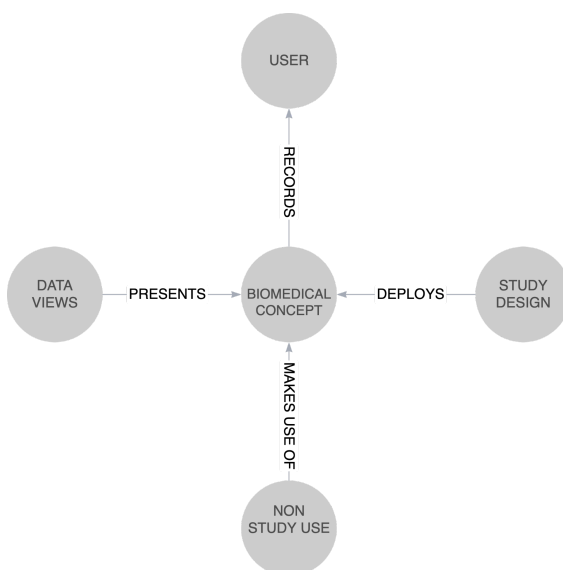 USER
RECORDS
DATA
VIEWS
PRESENTS
BIOMEDICAL
CONCEPT
DEPLOYS
STUDY
DESIGN
MAKES USE OF
NON
STUDY USE